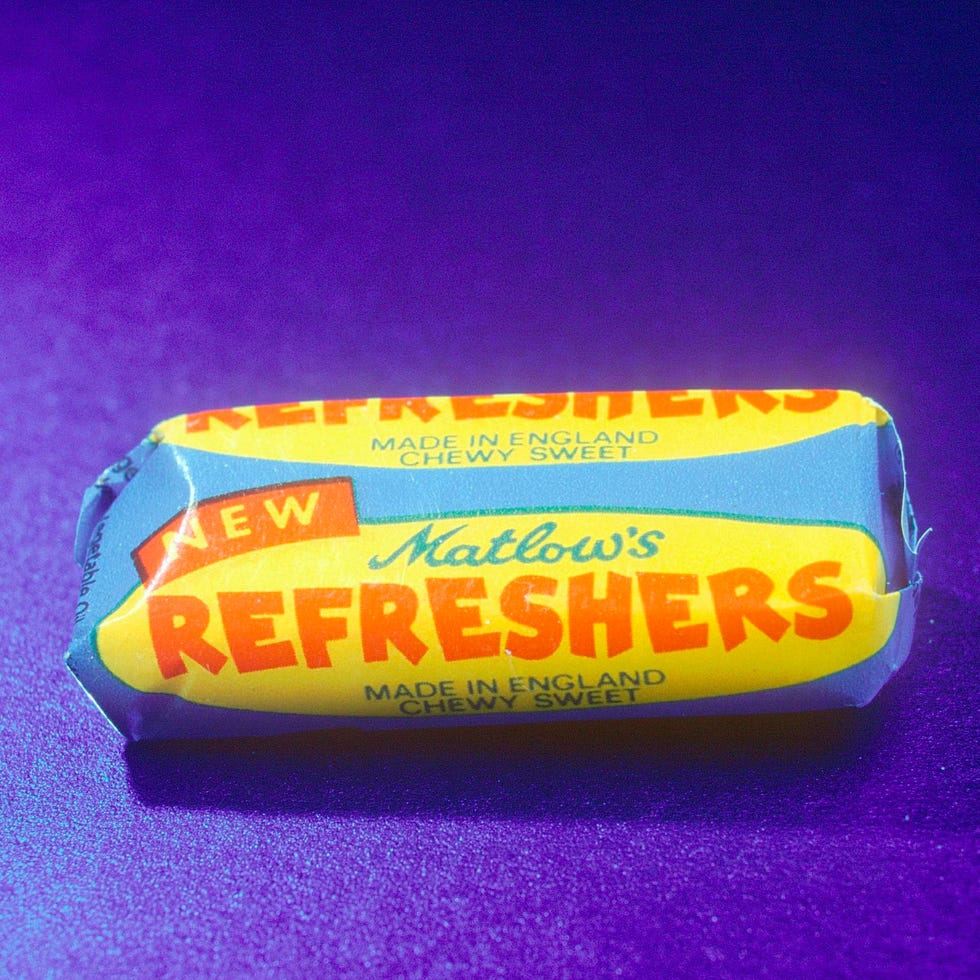 REFRESHERS
MADE IN ENGLAND
CHEWY SWEET
NEW
Matlow's
REFRESHERS
MADE IN ENGLAND
CHEWY SWEET